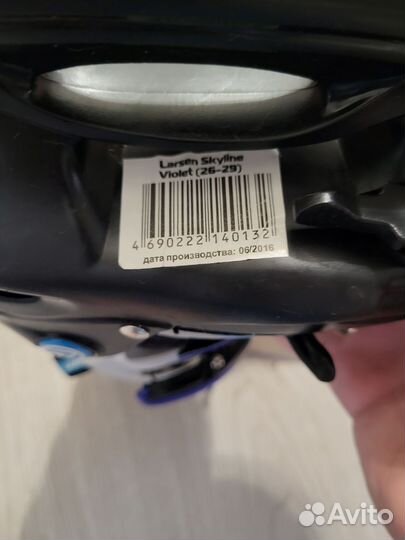 Larsen Skyline
Violet (26-29)
4 690222 140132
дата производства: 06/2016
Avito